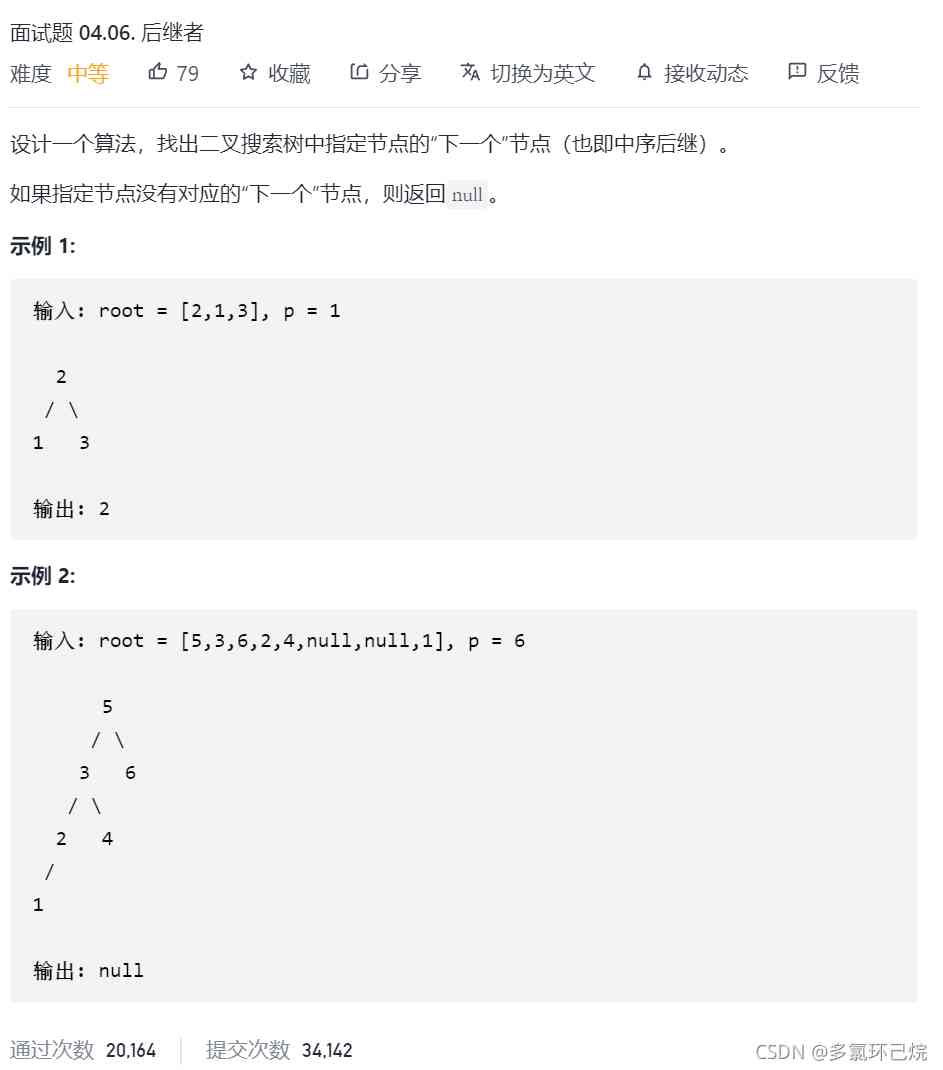 面试题 04.06. 后继者
难度 中等 79 收藏 分享 切换为英文 接收动态 反馈
设计一个算法，找出二叉搜索树中指定节点的“下一个”节点（也即中序后继）。
如果指定节点没有对应的“下一个”节点，则返回 null 。
示例 1:
输入: root = [2,1,3], p = 1
2
/ \
1 3
输出: 2
示例 2:
输入: root = [5,3,6,2,4,null,null,1], p = 6
5
/ \
3 6
/ \
2 4
/
1
输出: null
通过次数 20,164 提交次数 34,142
CSDN @多氯环己烷